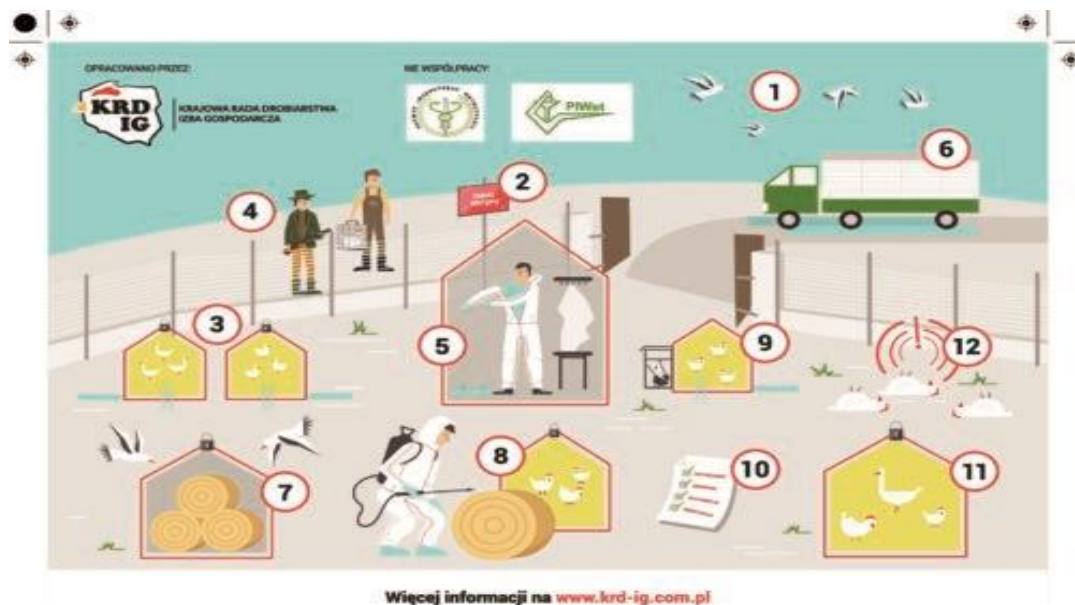 OPRACOWANO PRZEZ:
WE WSPÓŁPRACY:
KRD
IG
KRAJOWA RADA DROBIARSTWA
IZBA GOSPODARCZA
PIWet
1
2
6
4
3
5
9
12
7
8
10
11
Więcej informacji na www.krd-ig.com.pl